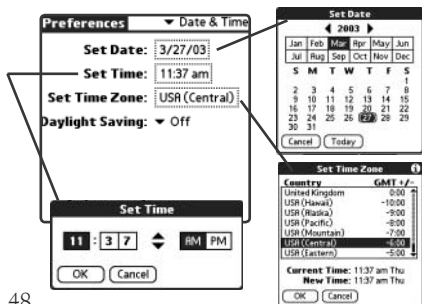 Preferences Date & Time
Set Date: 3/27/03
Set Time: 11:37 am
Set Time Zone: USA (Central)
Daylight Saving: Off
Set Time
11 : 3 7 AM PM
OK Cancel
48
Set Date
2003
Jan Feb Mar Apr May Jun
Jul Aug Sep Oct Nov Dec
S M T W T F S
1
2 3 4 5 6 7 8
9 10 11 12 13 14 15
16 17 18 19 20 21 22
23 24 25 26 27 28 29
30 31
Cancel Today
Set Time Zone i
Country GMT +/-
United Kingdom 0:00
USA (Hawaii) -10:00
USA (Alaska) -9:00
USA (Pacific) -8:00
USA (Mountain) -7:00
USA (Central) -6:00
USA (Eastern) -5:00
Current Time: 11:37 am Thu
New Time: 11:37 am Thu
OK Cancel